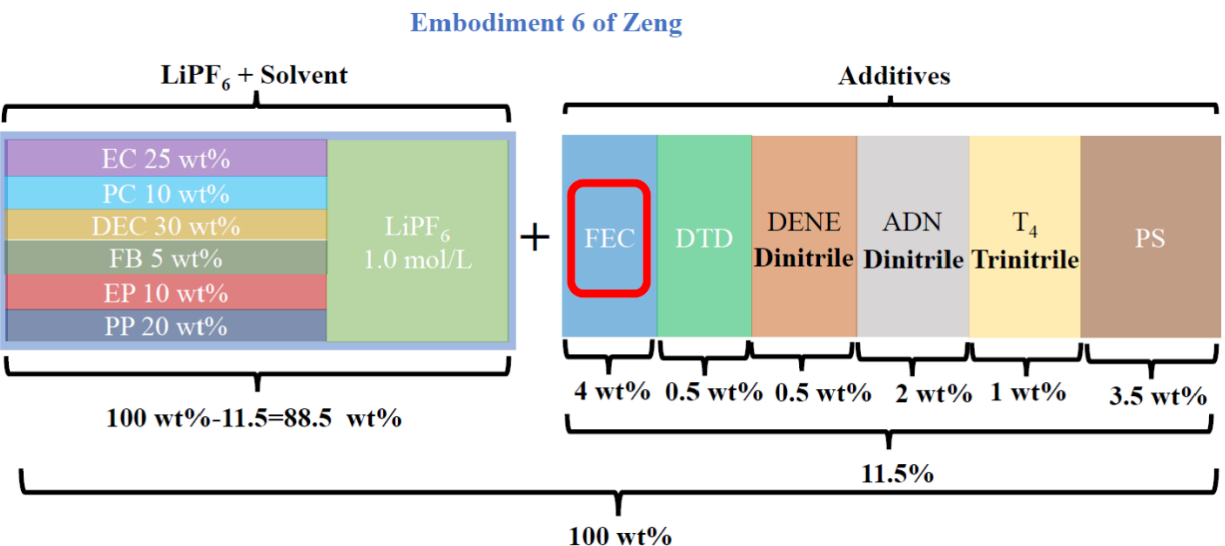 Embodiment 6 of Zeng
LiPF₆ + Solvent
Additives
EC 25 wt%
PC 10 wt%
DEC 30 wt%
FB 5 wt%
EP 10 wt%
PP 20 wt%
LiPF₆
1.0 mol/L
+
FEC
DTD
DENE
Dinitrile
ADN
Dinitrile
T₄
Trinitrile
PS
4 wt% 0.5 wt% 0.5 wt% 2 wt% 1 wt% 3.5 wt%
100 wt%-11.5=88.5 wt%
11.5%
100 wt%